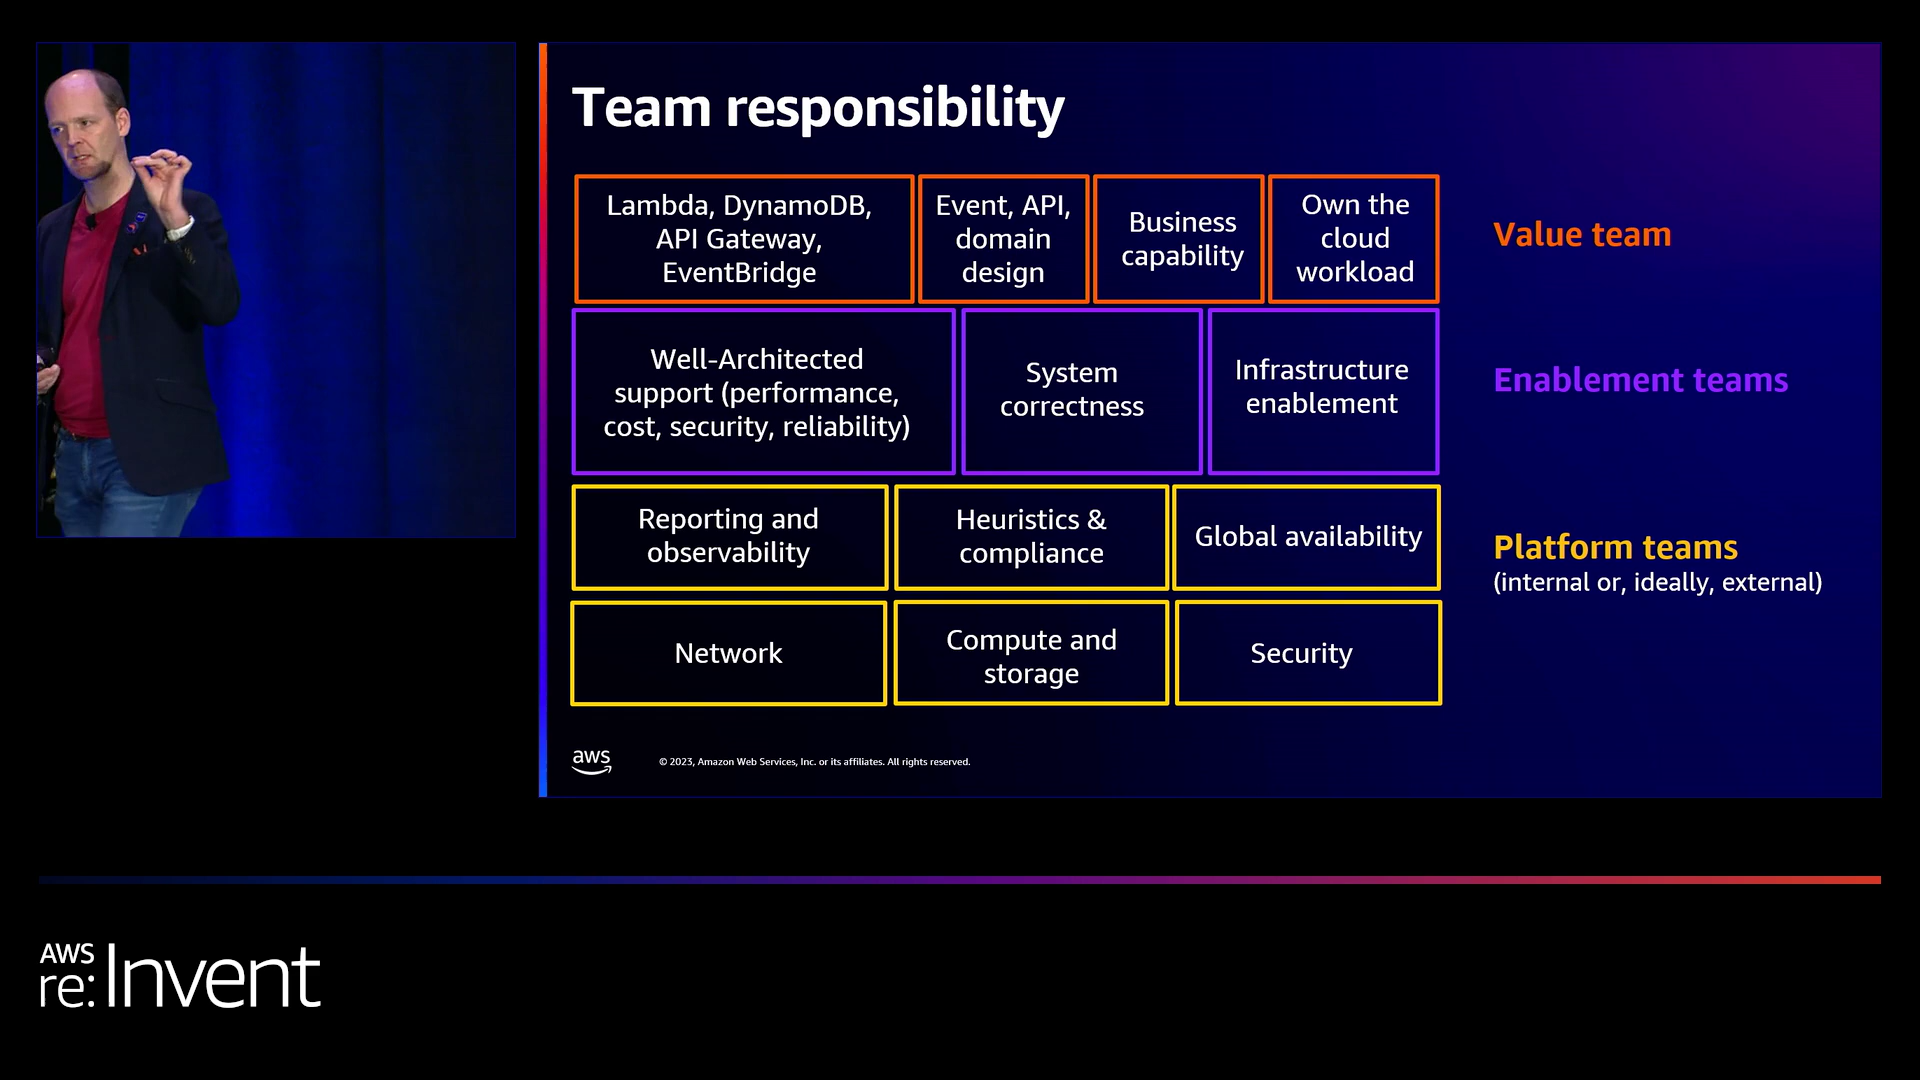 Team responsibility
Lambda, DynamoDB,
API Gateway,
EventBridge
Event, API,
domain
design
Business
capability
Own the
cloud
workload
Value team
Well-Architected
support (performance,
cost, security, reliability)
System
correctness
Infrastructure
enablement
Enablement teams
Reporting and
observability
Heuristics &
compliance
Global availability
Platform teams
(internal or, ideally, external)
Network
Compute and
storage
Security
aws
© 2023, Amazon Web Services, Inc. or its affiliates. All rights reserved.
AWS
re:Invent